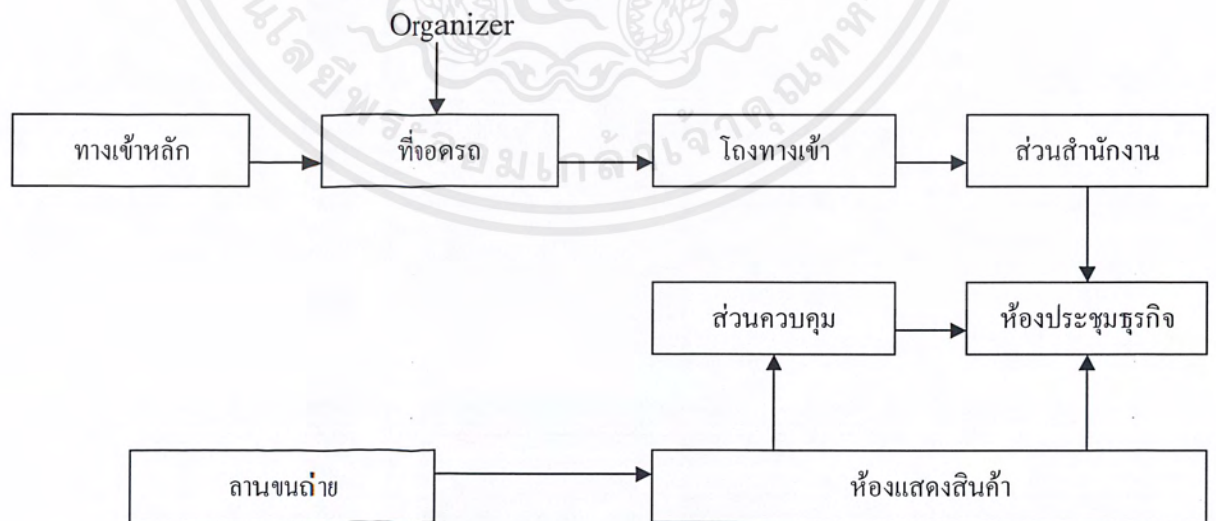 Organizer
ทางเข้าหลัก
ที่จอดรถ
โถงทางเข้า
ส่วนสำนักงาน
ส่วนควบคุม
ห้องประชุมธุรกิจ
ลานขนถ่าย
ห้องแสดงสินค้า